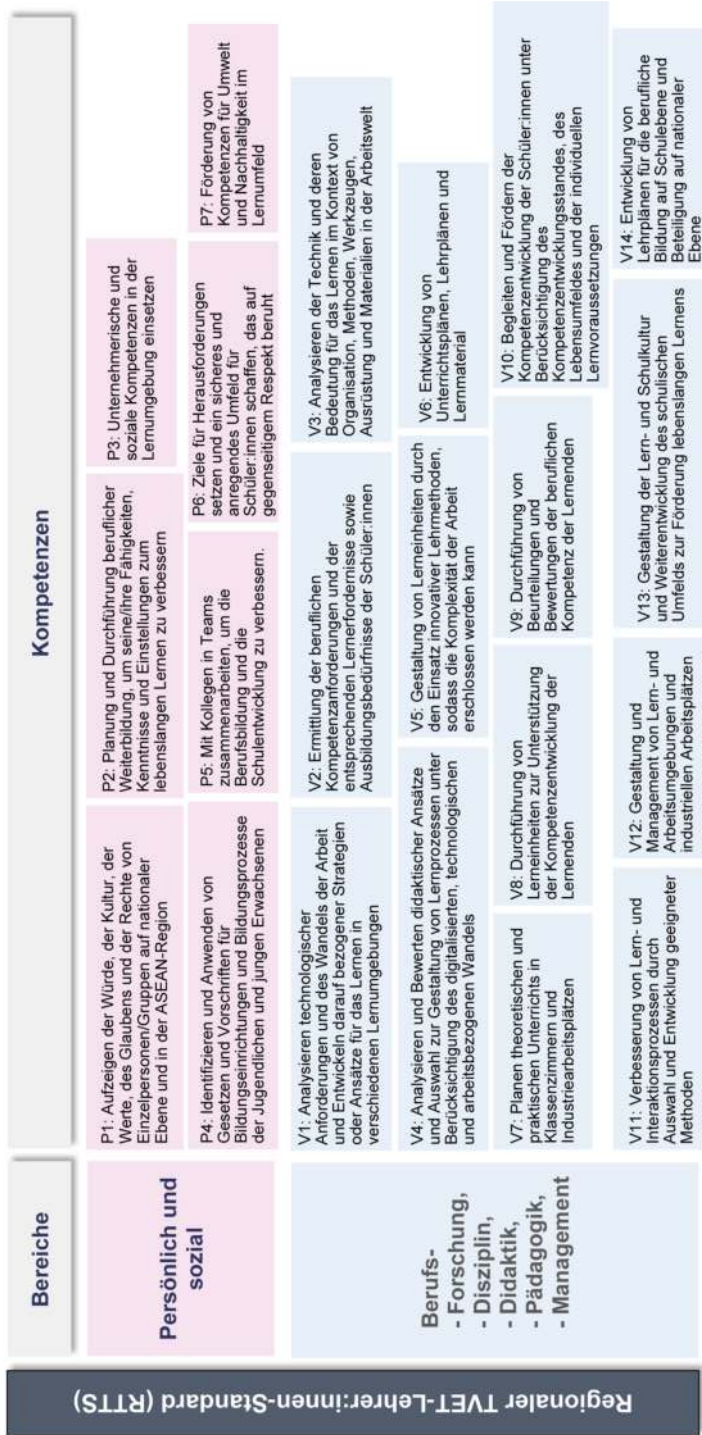 Regionaler TVET-Lehrer:innen-Standard (RTTS)
Bereiche
Kompetenzen
Persönlich und
sozial
P1: Aufzeigen der Würde, der Kultur, der
Werte, des Glaubens und der Rechte von
Einzelpersonen/Gruppen auf nationaler
Ebene und in der ASEAN-Region
P2: Planung und Durchführung beruflicher
Weiterbildung, um seine/ihre Fähigkeiten,
Kenntnisse und Einstellungen zum
lebenslangen Lernen zu verbessern
P3: Unternehmerische und
soziale Kompetenzen in der
Lernumgebung einsetzen
P4: Identifizieren und Anwenden von
Gesetzen und Vorschriften für
Bildungseinrichtungen und Bildungsprozesse
der Jugendlichen und jungen Erwachsenen
P5: Mit Kollegen in Teams
zusammenarbeiten, um die
Berufsbildung und die
Schulentwicklung zu verbessern.
P6: Ziele für Herausforderungen
setzen und ein sicheres und
anregendes Umfeld für
Schüler:innen schaffen, das auf
gegenseitigem Respekt beruht
P7: Förderung von
Kompetenzen für Umwelt
und Nachhaltigkeit im
Lernumfeld
Berufs-
- Forschung,
- Disziplin,
- Didaktik,
- Pädagogik,
- Management
V1: Analysieren technologischer
Anforderungen und des Wandels der Arbeit
und Entwickeln darauf bezogener Strategien
oder Ansätze für das Lernen in
verschiedenen Lernumgebungen
V2: Ermittlung der beruflichen
Kompetenzanforderungen und der
entsprechenden Lernerfordernisse sowie
Ausbildungsbedürfnisse der Schüler:innen
V3: Analysieren der Technik und deren
Bedeutung für das Lernen im Kontext von
Organisation, Methoden, Werkzeugen,
Ausrüstung und Materialien in der Arbeitswelt
V4: Analysieren und Bewerten didaktischer Ansätze
und Auswahl zur Gestaltung von Lernprozessen unter
Berücksichtigung des digitalisierten, technologischen
und arbeitsbezogenen Wandels
V5: Gestaltung von Lerneinheiten durch
den Einsatz innovativer Lehrmethoden,
sodass die Komplexität der Arbeit
erschlossen werden kann
V6: Entwicklung von
Unterrichtsplänen, Lehrplänen und
Lernmaterial
V7: Planen theoretischen und
praktischen Unterrichts in
Klassenzimmern und
Industriearbeitsplätzen
V8: Durchführung von
Lerneinheiten zur Unterstützung
der Kompetenzentwicklung der
Lernenden
V9: Durchführung von
Beurteilungen und
Bewertungen der beruflichen
Kompetenz der Lernenden
V10: Begleiten und Fördern der
Kompetenzentwicklung der Schüler:innen unter
Berücksichtigung des
Kompetenzentwicklungsstandes, des
Lebensumfeldes und der individuellen
Lernvoraussetzungen
V11: Verbesserung von Lern- und
Interaktionsprozessen durch
Auswahl und Entwicklung geeigneter
Methoden
V12: Gestaltung und
Management von Lern- und
Arbeitsumgebungen und
industriellen Arbeitsplätzen
V13: Gestaltung der Lern- und Schulkultur
und Weiterentwicklung des schulischen
Umfelds zur Förderung lebenslangen Lernens
V14: Entwicklung von
Lehrplänen für die berufliche
Bildung auf Schulebene und
Beteiligung auf nationaler
Ebene